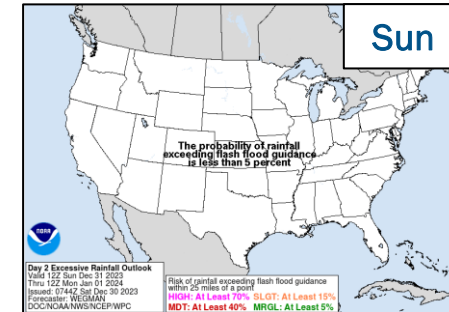 Sun
The probability of rainfall
exceeding flash flood guidance
is less than 5 percent
NOAA
Day 2 Excessive Rainfall Outlook
Valid 12Z Sun Dec 31 2023
Thru 12Z Mon Jan 01 2024
Issued: 0744Z Sat Dec 30 2023
Forecaster: WEGMAN
DOC/NOAA/NWS/NCEP/WPC
Risk of rainfall exceeding flash flood guidance
within 25 miles of a point
HIGH: At Least 70% SLGT: At Least 15%
MDT: At Least 40% MRGL: At Least 5%